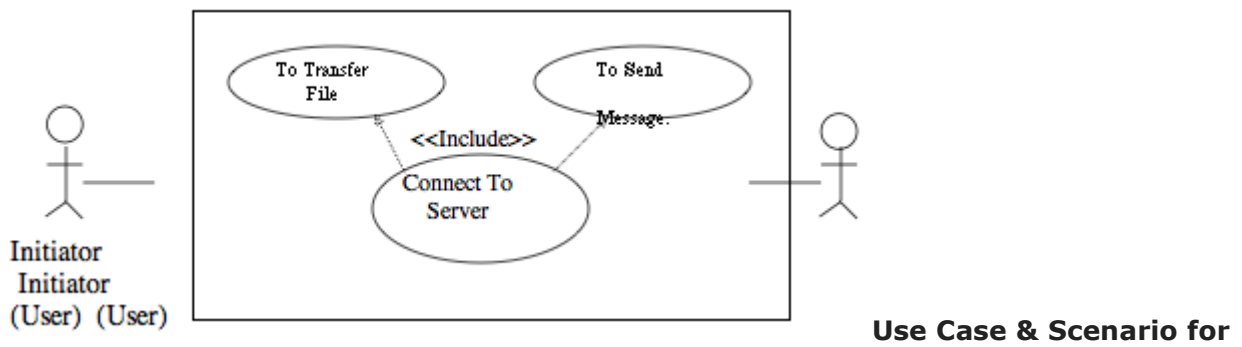 To Transfer
File
To Send
Message.
<<Include>>
Connect To
Server
Initiator
Initiator
(User) (User)
Use Case & Scenario for